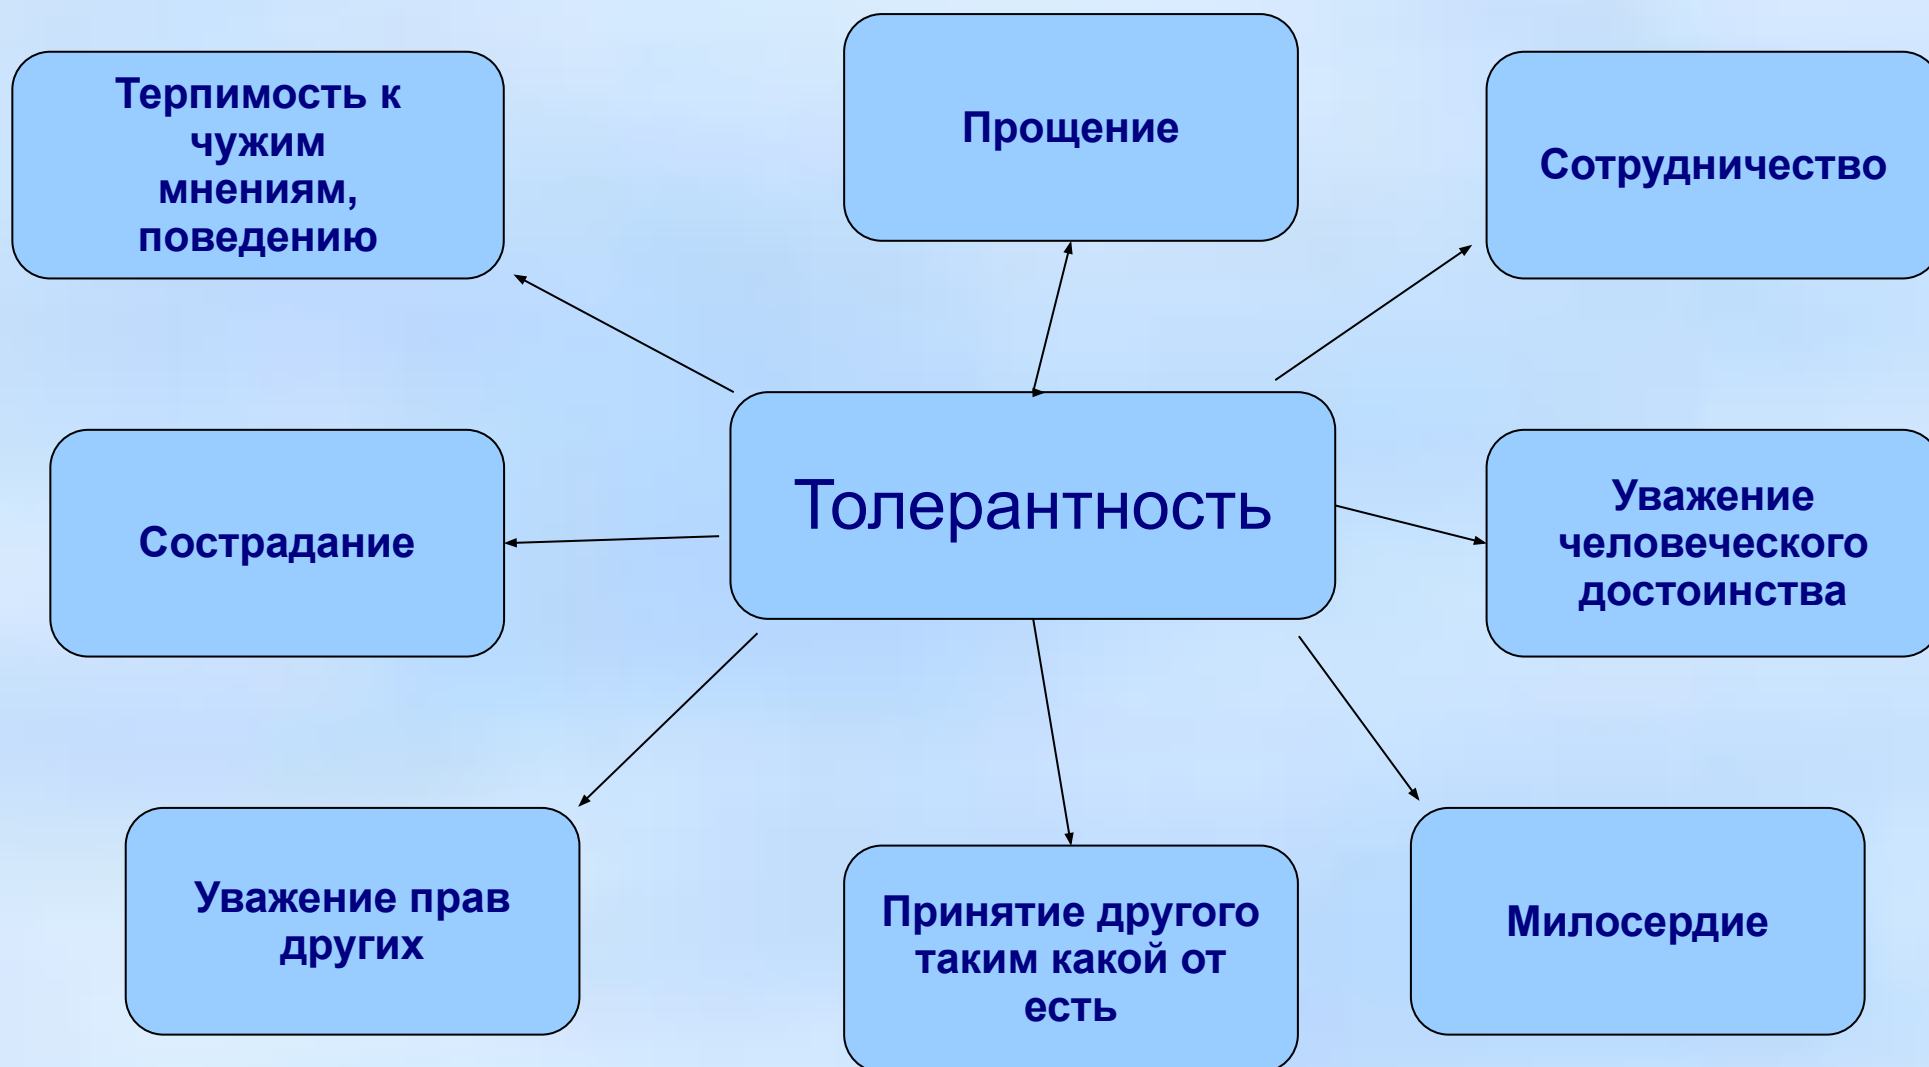 Терпимость к
чужим
мнениям,
поведению
Прощение
Сотрудничество
Сострадание
Толерантность
Уважение
человеческого
достоинства
Уважение прав
других
Принятие другого
таким какой от
есть
Милосердие